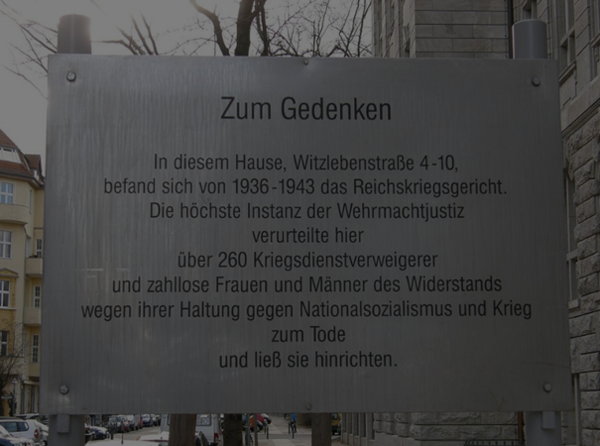 Zum Gedenken
In diesem Hause, Witzlebenstraße 4-10,
befand sich von 1936-1943 das Reichskriegsgericht.
Die höchste Instanz der Wehrmachtjustiz
verurteilte hier
über 260 Kriegsdienstverweigerer
und zahllose Frauen und Männer des Widerstands
wegen ihrer Haltung gegen Nationalsozialismus und Krieg
zum Tode
und ließ sie hinrichten.